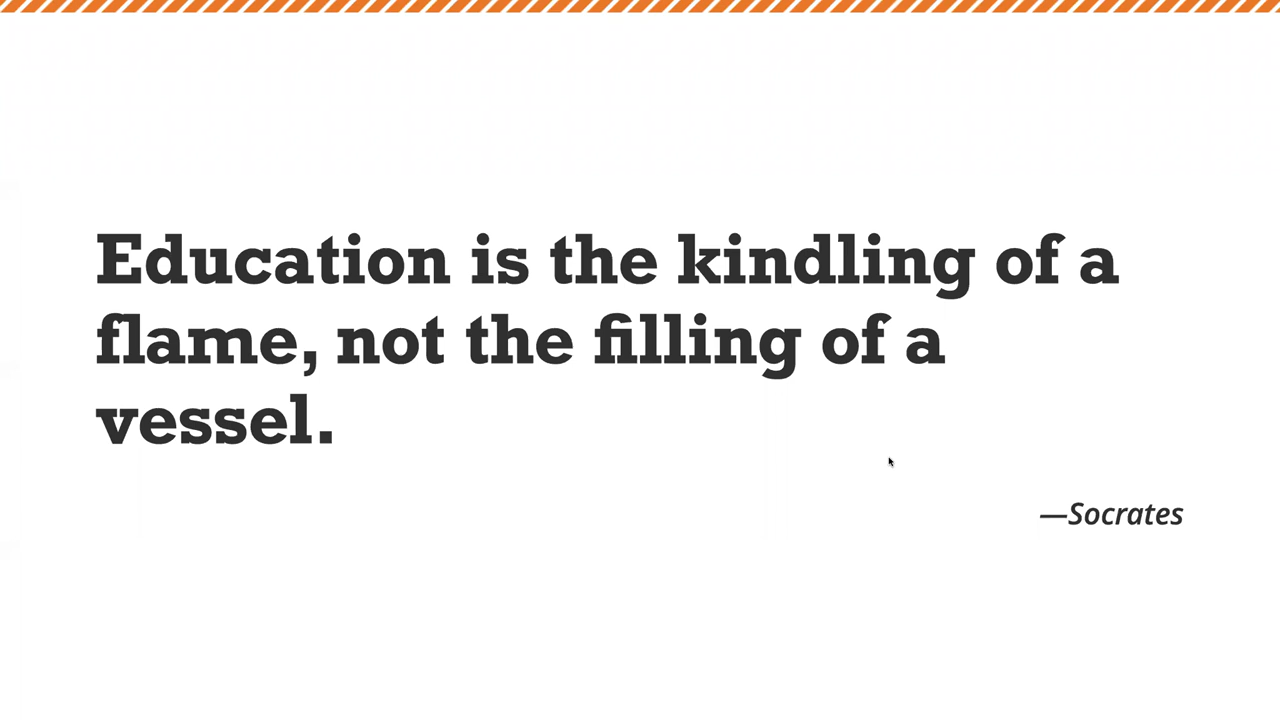 Education is the kindling of a
flame, not the filling of a
vessel.
—Socrates